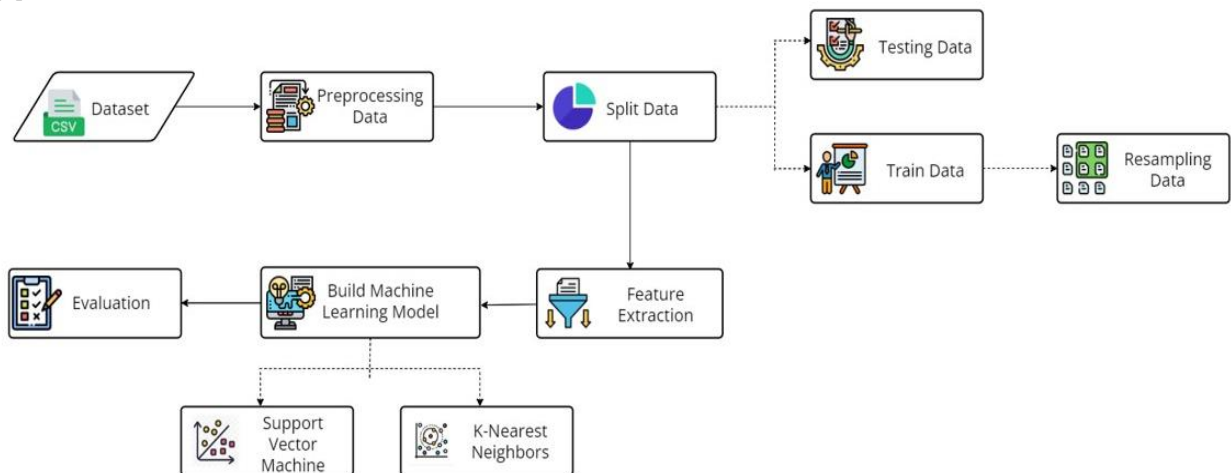 Testing Data
Dataset
CSV
Preprocessing
Data
Split Data
Train Data
Resampling
Data
Evaluation
Build Machine
Learning Model
Feature
Extraction
Support
Vector
Machine
K-Nearest
Neighbors